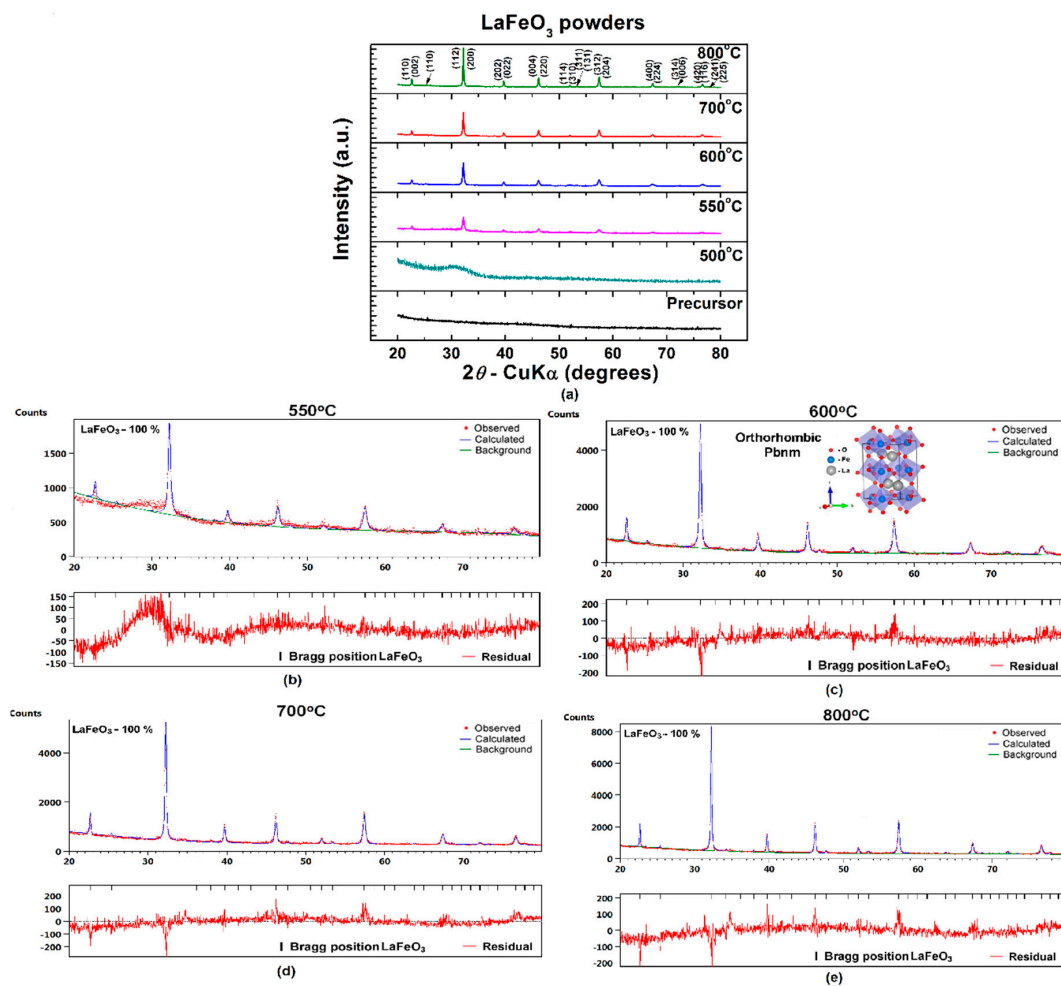 LaFeO3 powders
800°C
(110)
(002)
(110)
(112)
(200)
(202)
(022)
(004)
(220)
(114)
(310)
(311)
(131)
(312)
(204)
(400)
(224)
(314)
(006)
(420)
(116)
(241)
(225)
700°C
600°C
550°C
500°C
Precursor
Intensity (a.u.)
20 30 40 50 60 70 80
2θ - CuKα (degrees)
(a)
Counts
550°C
LaFeO3 - 100 %
Observed
Calculated
Background
1500
1000
500
0
20 30 40 50 60 70
150
100
50
0
-50
-100
-150
I Bragg position LaFeO3 — Residual
(b)
Counts
600°C
LaFeO3 - 100 %
Orthorhombic
Pbnm
- O
- Fe
- La
Observed
Calculated
Background
4000
2000
0
20 30 40 50 60 70
200
100
0
-100
-200
I Bragg position LaFeO3 — Residual
(c)
Counts
700°C
LaFeO3 - 100 %
Observed
Calculated
Background
4000
2000
0
20 30 40 50 60 70
200
100
0
-100
-200
I Bragg position LaFeO3 — Residual
(d)
Counts
800°C
LaFeO3 - 100 %
Observed
Calculated
Background
8000
6000
4000
2000
0
20 30 40 50 60 70
200
100
0
-100
-200
I Bragg position LaFeO3 — Residual
(e)